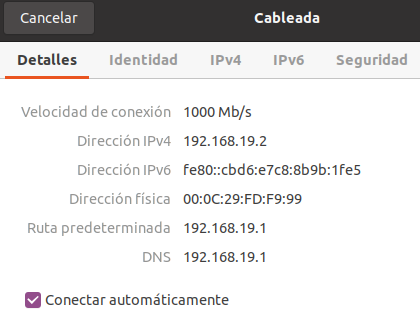 Cancelar Cableada
Detalles Identidad IPv4 IPv6 Seguridad
Velocidad de conexión 1000 Mb/s
Dirección IPv4 192.168.19.2
Dirección IPv6 fe80::cbd6:e7c8:8b9b:1fe5
Dirección física 00:0C:29:FD:F9:99
Ruta predeterminada 192.168.19.1
DNS 192.168.19.1
Conectar automáticamente